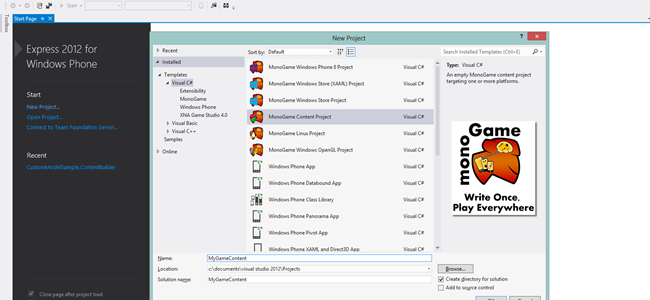 Start
Toolbox
Start Page
Express 2012 for
Windows Phone
Start
New Project...
Open Project...
Connect to Team Foundation Server...
Recent
CustomModelSample.ContentBuilder
Close page after project load
New Project
Recent
Installed
Templates
Visual C#
Extensibility
MonoGame
Windows Phone
XNA Game Studio 4.0
Visual Basic
Visual C++
Samples
Online
Sort by: Default
MonoGame Windows Phone 8 Project Visual C#
MonoGame Windows Store (XAML) Project Visual C#
MonoGame Windows Store Project Visual C#
MonoGame Content Project Visual C#
MonoGame Linux Project Visual C#
MonoGame Windows OpenGL Project Visual C#
Windows Phone App Visual C#
Windows Phone Databound App Visual C#
Windows Phone Class Library Visual C#
Windows Phone Panorama App Visual C#
Windows Phone Pivot App Visual C#
Windows Phone XAML and Direct3D App Visual C#
Search Installed Templates (Ctrl+E)
Type: Visual C#
An empty MonoGame content project
targeting one or more platforms.
monoGame
Write Once,
Play Everywhere
Name: MyGameContent
Location: c:\documents\visual studio 2012\Projects
Browse...
Solution name: MyGameContent
Create directory for solution
Add to source control